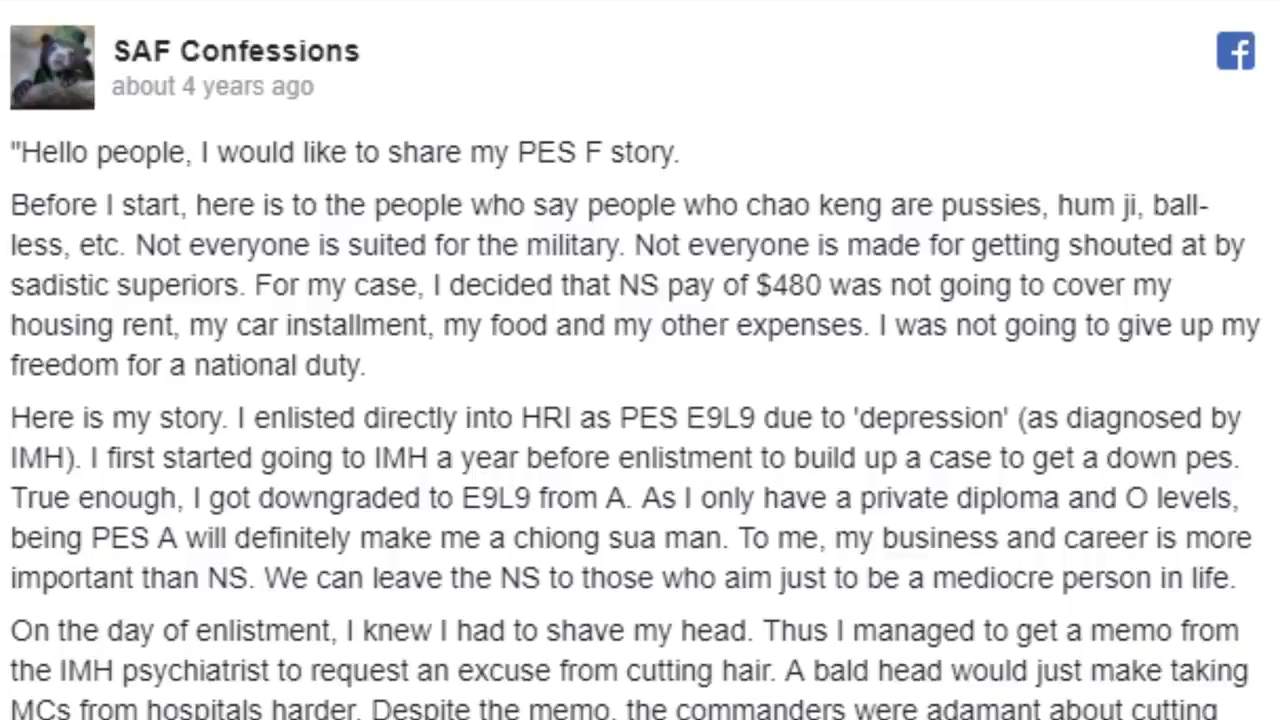 SAF Confessions
about 4 years ago
"Hello people, I would like to share my PES F story.
Before I start, here is to the people who say people who chao keng are pussies, hum ji, ball-
less, etc. Not everyone is suited for the military. Not everyone is made for getting shouted at by
sadistic superiors. For my case, I decided that NS pay of $480 was not going to cover my
housing rent, my car installment, my food and my other expenses. I was not going to give up my
freedom for a national duty.
Here is my story. I enlisted directly into HRI as PES E9L9 due to 'depression' (as diagnosed by
IMH). I first started going to IMH a year before enlistment to build up a case to get a down pes.
True enough, I got downgraded to E9L9 from A. As I only have a private diploma and O levels,
being PES A will definitely make me a chiong sua man. To me, my business and career is more
important than NS. We can leave the NS to those who aim just to be a mediocre person in life.
On the day of enlistment, I knew I had to shave my head. Thus I managed to get a memo from
the IMH psychiatrist to request an excuse from cutting hair. A bald head would just make taking
MCs from hospitals harder. Despite the memo, the commanders were adamant about cutting